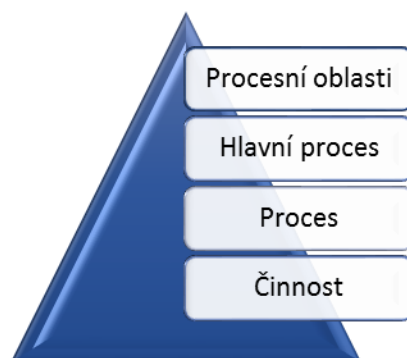 Procesní oblasti
Hlavní proces
Proces
Činnost